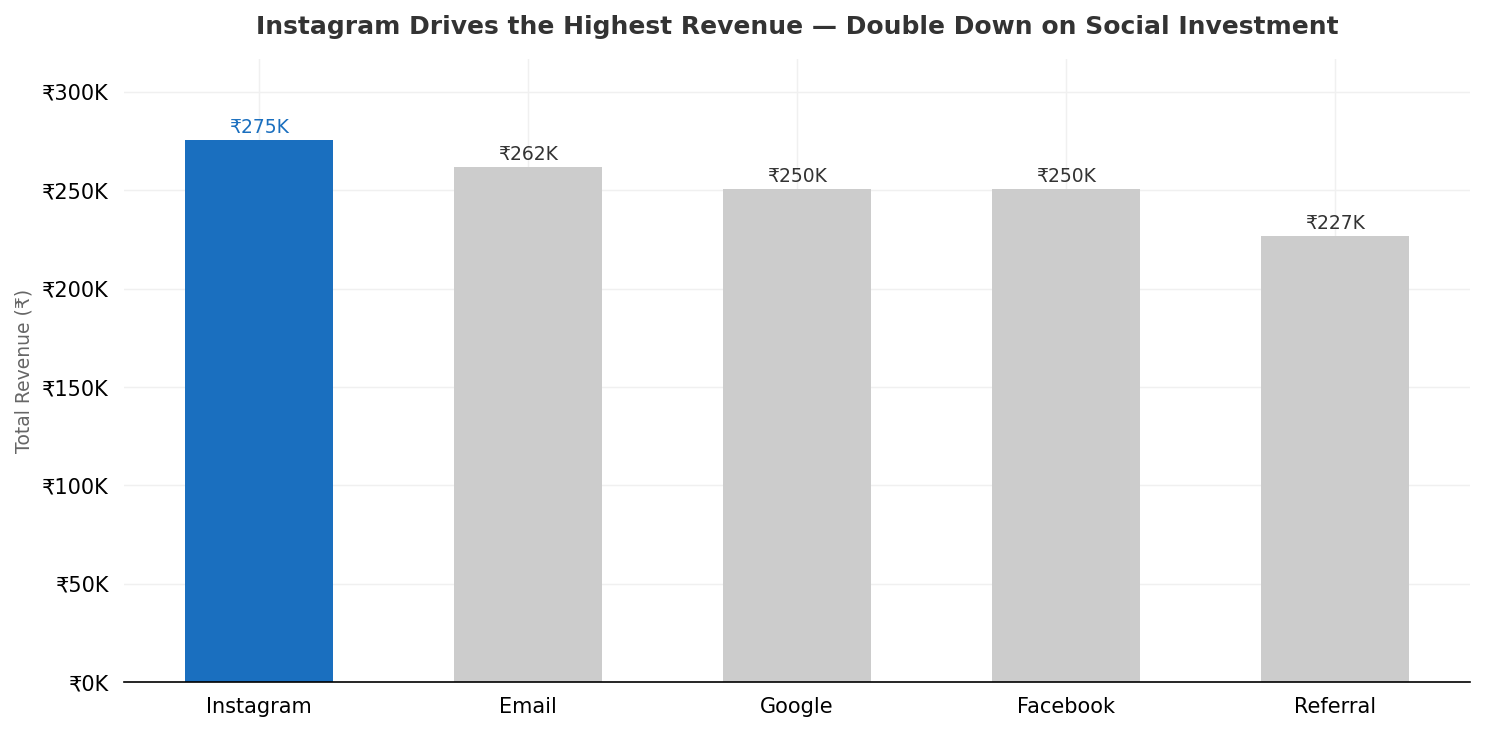 Instagram Drives the Highest Revenue — Double Down on Social Investment
Total Revenue (₹)
₹300K
₹250K
₹200K
₹150K
₹100K
₹50K
₹0K
₹275K
₹262K
₹250K
₹250K
₹227K
Instagram
Email
Google
Facebook
Referral